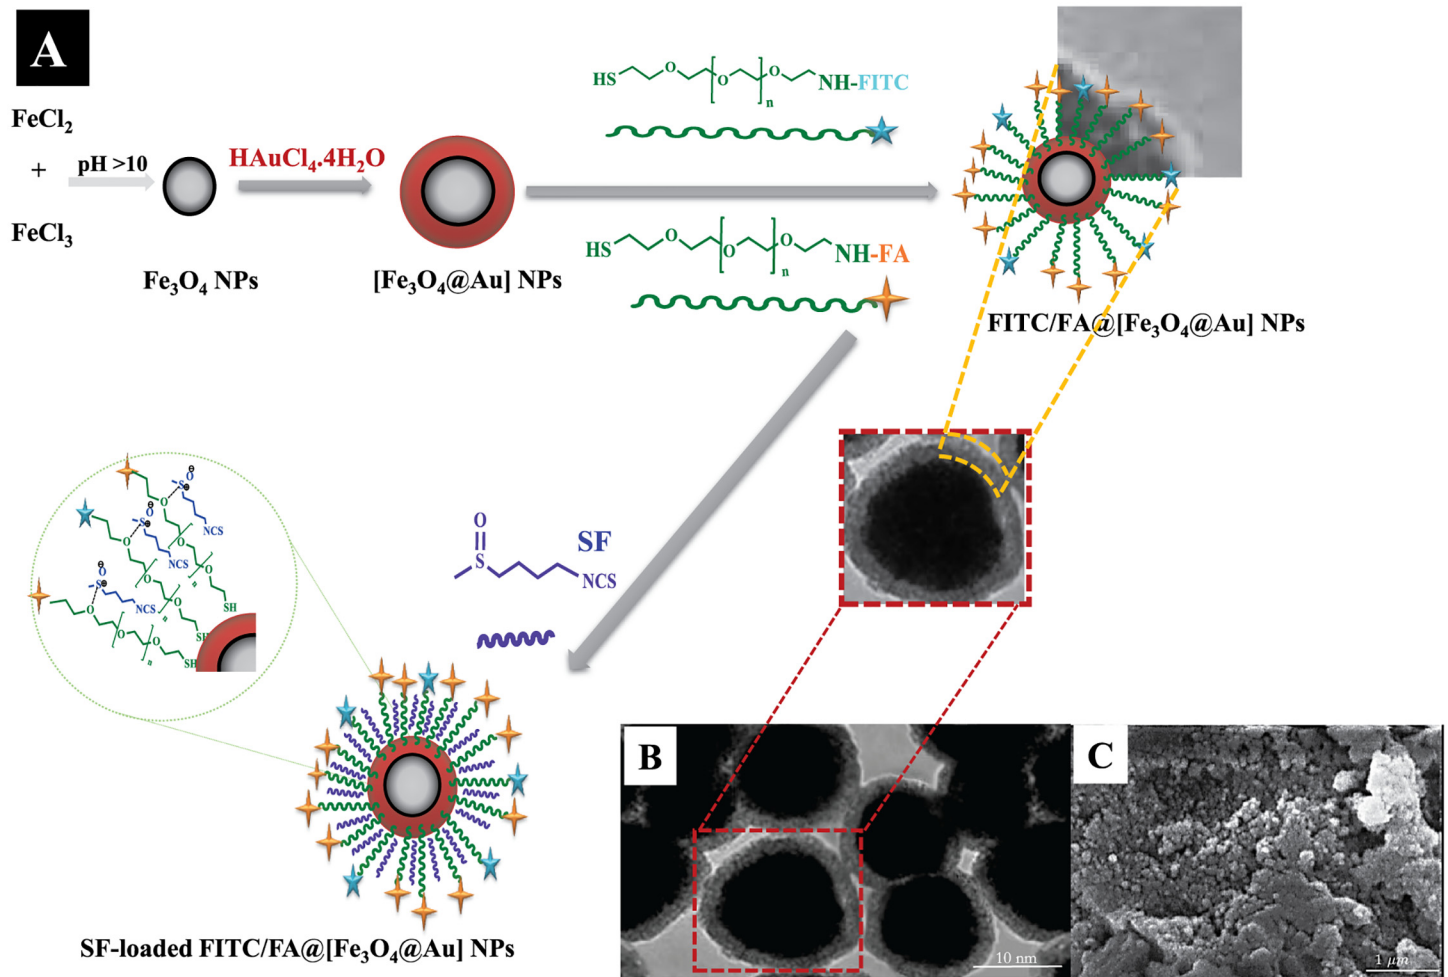 A
FeCl₂
+
FeCl₃
pH >10
Fe₃O₄ NPs
HAuCl₄.4H₂O
[Fe₃O₄@Au] NPs
HS O O O n NH-FITC
HS O O O n NH-FA
FITC/FA@[Fe₃O₄@Au] NPs
O
S
SF
NCS
O
S
O
NCS
O
S
O
NCS
O
S
O
NCS
O
O
n
SH
O
O
n
SH
O
O
n
SH
SF-loaded FITC/FA@[Fe₃O₄@Au] NPs
B
10 nm
C
1 μm